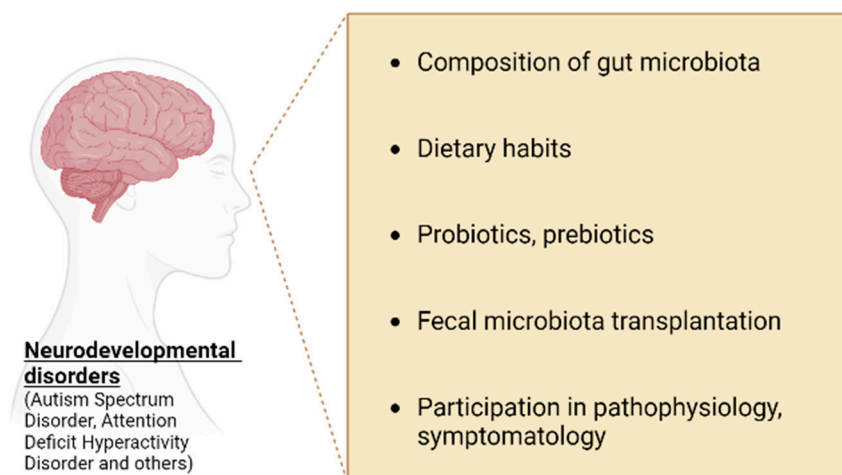 Neurodevelopmental
disorders
(Autism Spectrum
Disorder, Attention
Deficit Hyperactivity
Disorder and others)
• Composition of gut microbiota
• Dietary habits
• Probiotics, prebiotics
• Fecal microbiota transplantation
• Participation in pathophysiology,
symptomatology